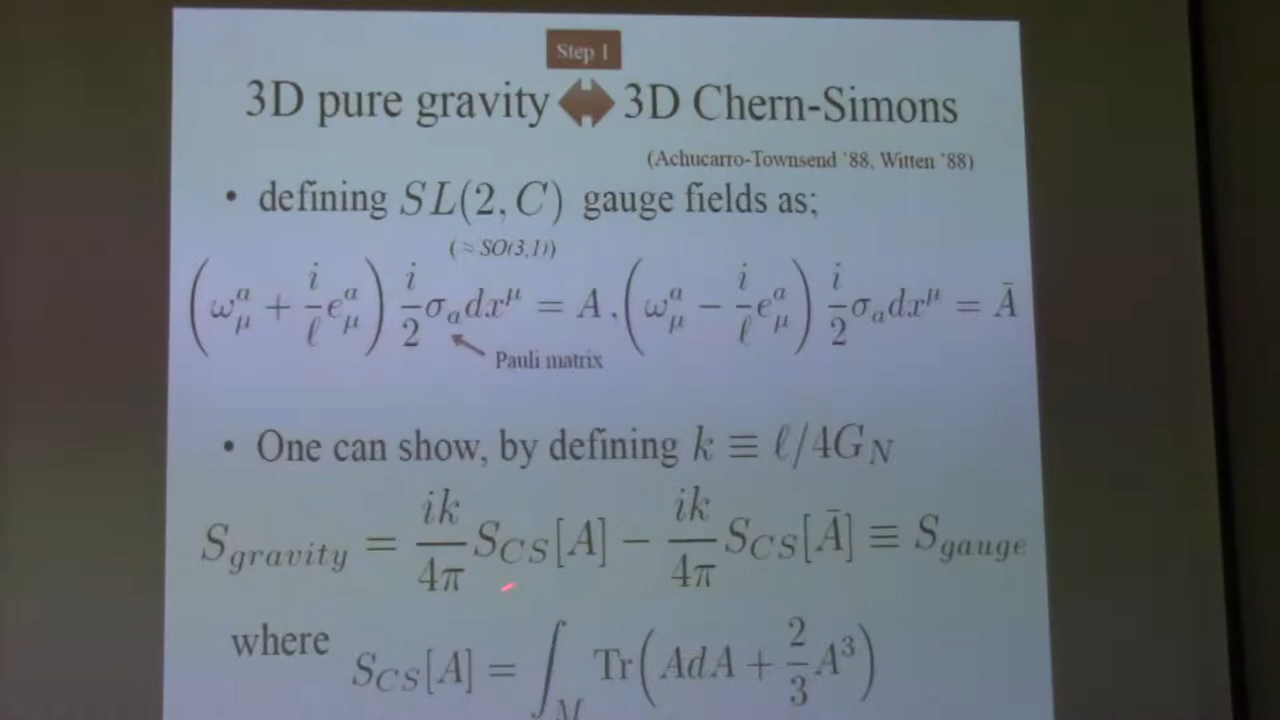 Step 1
3D pure gravity ⬌ 3D Chern-Simons
(Achucarro-Townsend '88, Witten '88)
• defining SL(2, C) gauge fields as;
(≈ SO(3,1))
(ω^a_μ + i/ℓ e^a_μ) i/2 σ_a dx^μ = A , (ω^a_μ − i/ℓ e^a_μ) i/2 σ_a dx^μ = Ā
Pauli matrix
• One can show, by defining k ≡ ℓ/4G_N
S_gravity = ik/4π S_CS[A] − ik/4π S_CS[Ā] ≡ S_gauge
where S_CS[A] = ∫_M Tr(AdA + 2/3 A³)